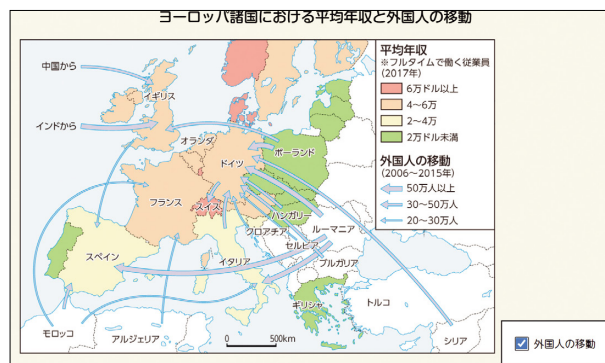 ヨーロッパ諸国における平均年収と外国人の移動
平均年収
※フルタイムで働く従業員
(2017年)
6万ドル以上
4〜6万
2〜4万
2万ドル未満
外国人の移動
(2006〜2015年)
50万人以上
30〜50万人
20〜30万人
中国から
イギリス
インドから
オランダ
ポーランド
ドイツ
フランス
スイス
ハンガリー
クロアチア
ルーマニア
セルビア
スペイン
イタリア
ブルガリア
ギリシャ
トルコ
モロッコ
アルジェリア
0
500km
シリア
外国人の移動